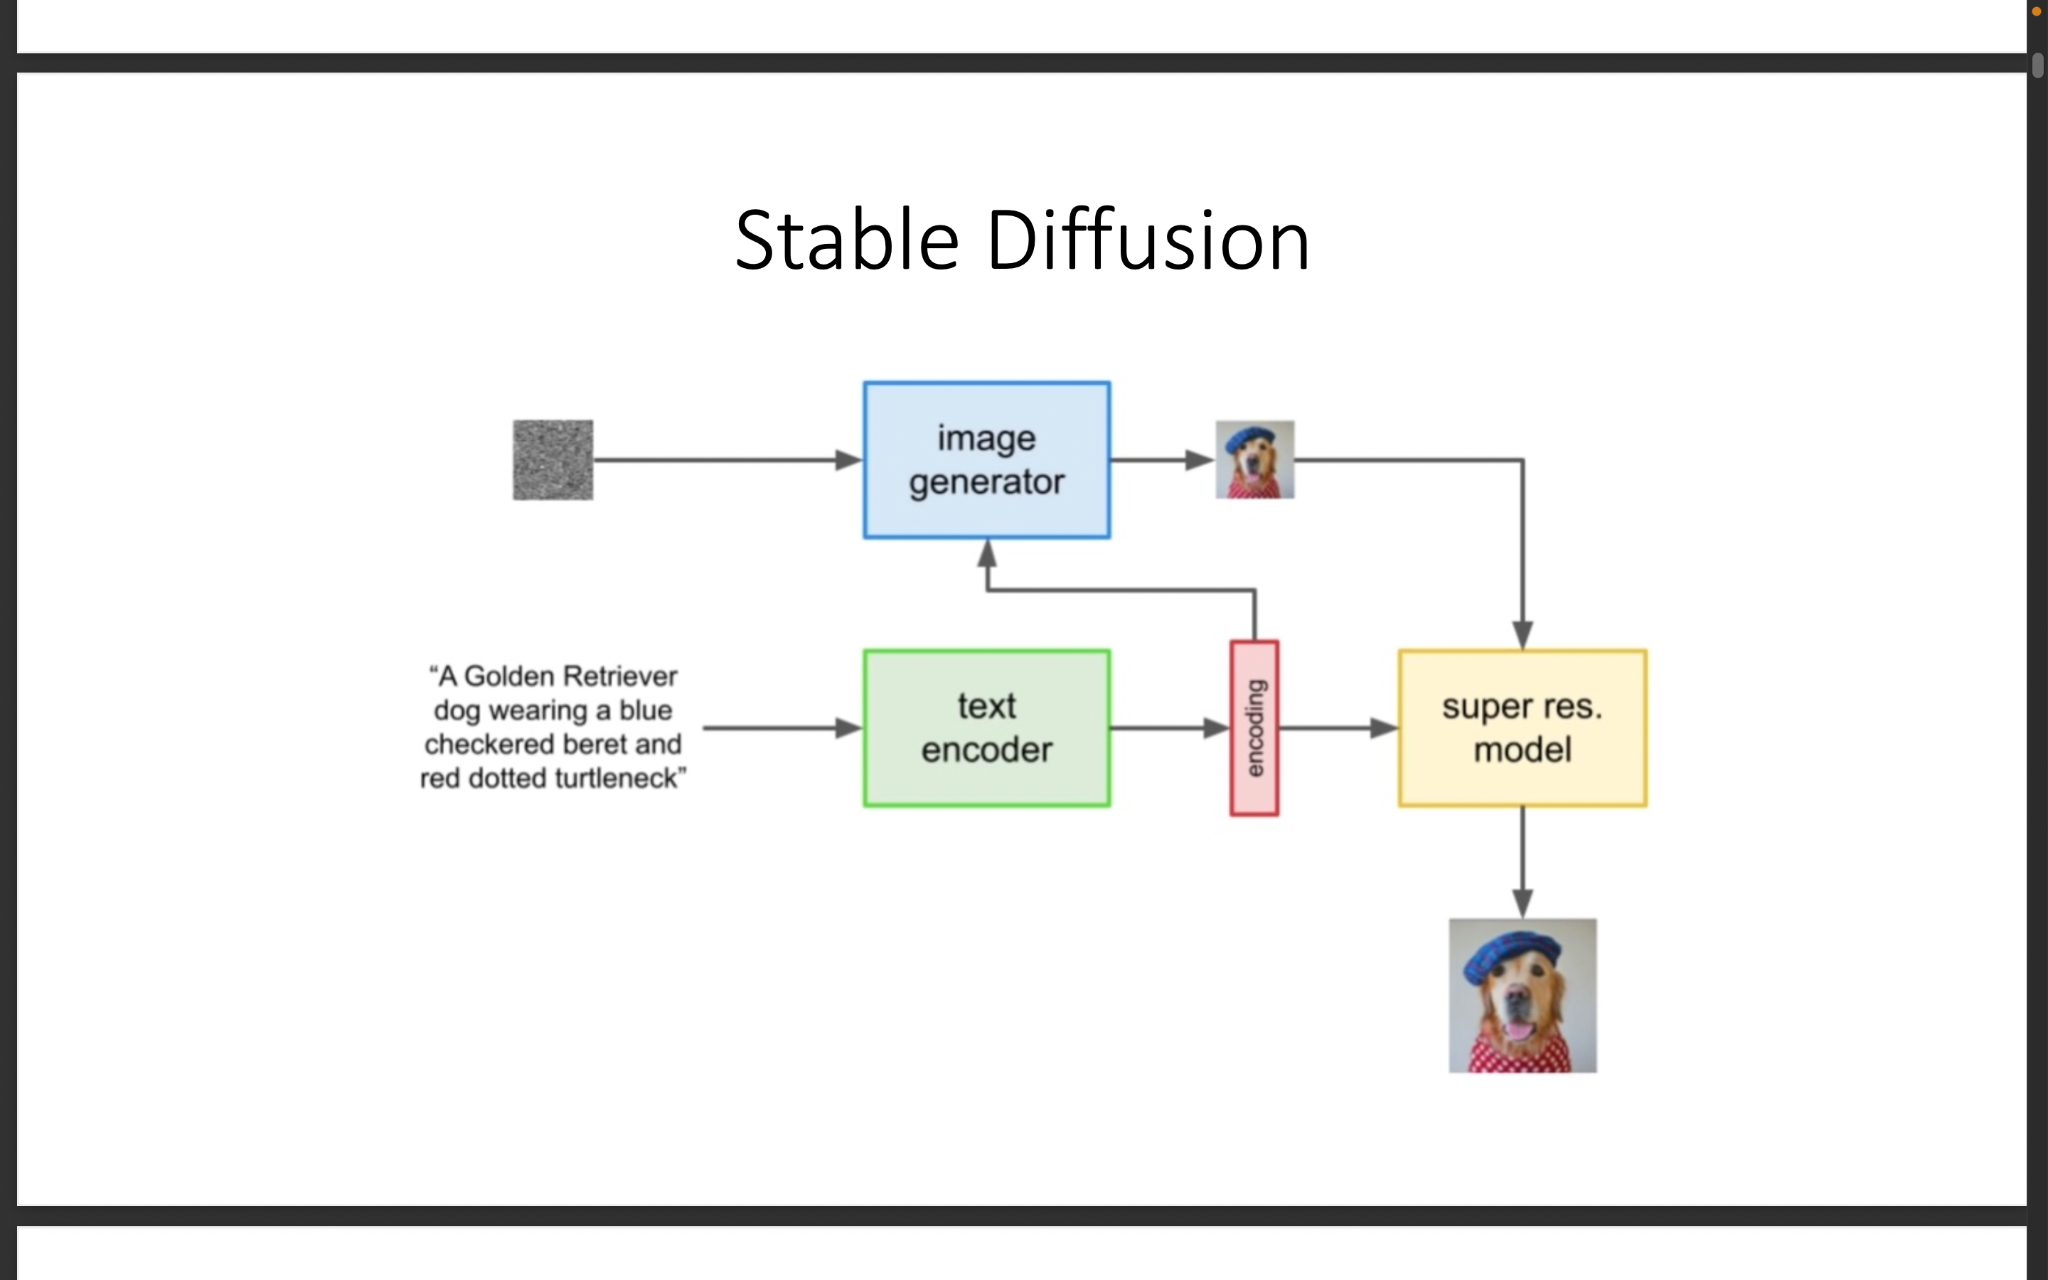 Stable Diffusion
image
generator
“A Golden Retriever
dog wearing a blue
checkered beret and
red dotted turtleneck”
text
encoder
encoding
super res.
model